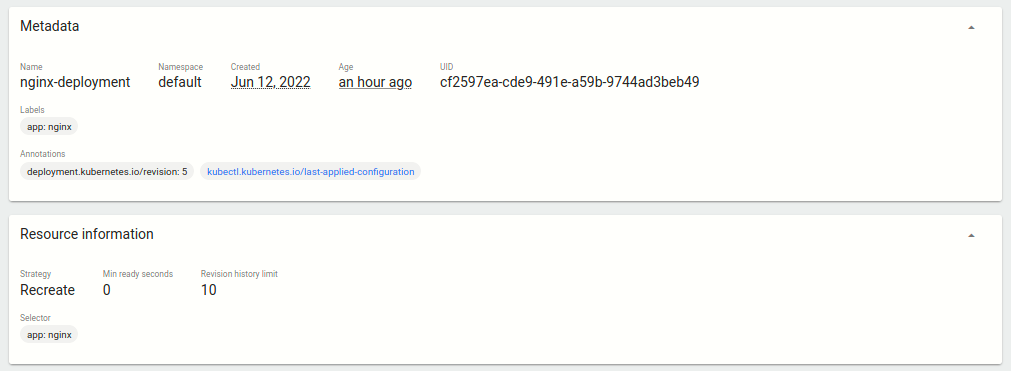 Metadata
Name Namespace Created Age UID
nginx-deployment default Jun 12, 2022 an hour ago cf2597ea-cde9-491e-a59b-9744ad3beb49
Labels
app: nginx
Annotations
deployment.kubernetes.io/revision: 5 kubectl.kubernetes.io/last-applied-configuration
Resource information
Strategy Min ready seconds Revision history limit
Recreate 0 10
Selector
app: nginx